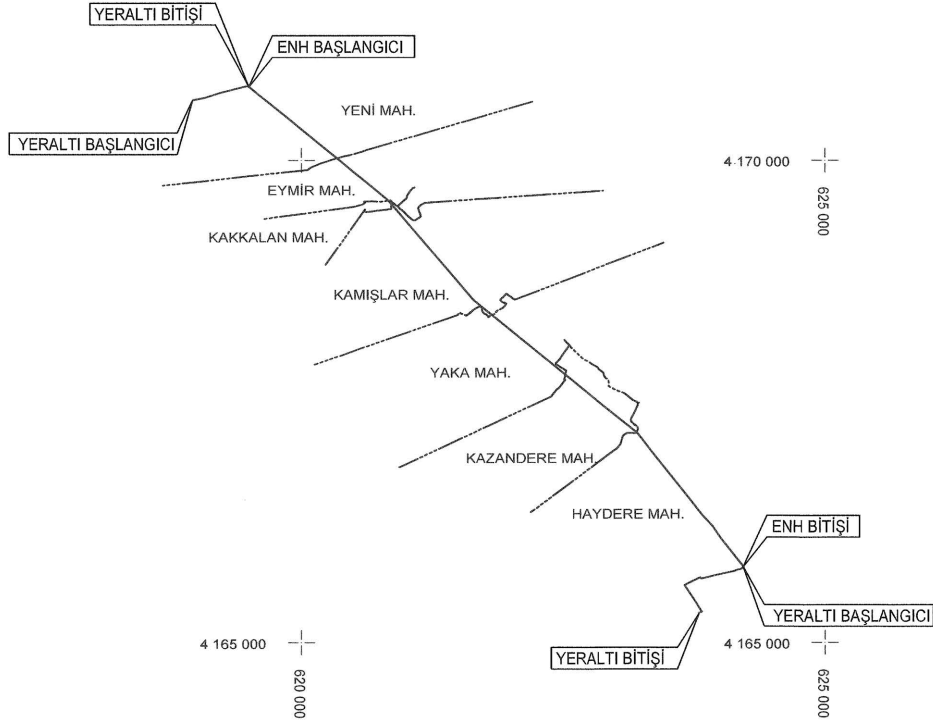 YERALTI BİTİŞİ
ENH BAŞLANGICI
YENİ MAH.
YERALTI BAŞLANGICI
4 170 000
625 000
EYMİR MAH.
KAKKALAN MAH.
KAMIŞLAR MAH.
YAKA MAH.
KAZANDERE MAH.
HAYDERE MAH.
ENH BİTİŞİ
YERALTI BAŞLANGICI
4 165 000
4 165 000
YERALTI BİTİŞİ
620 000
625 000